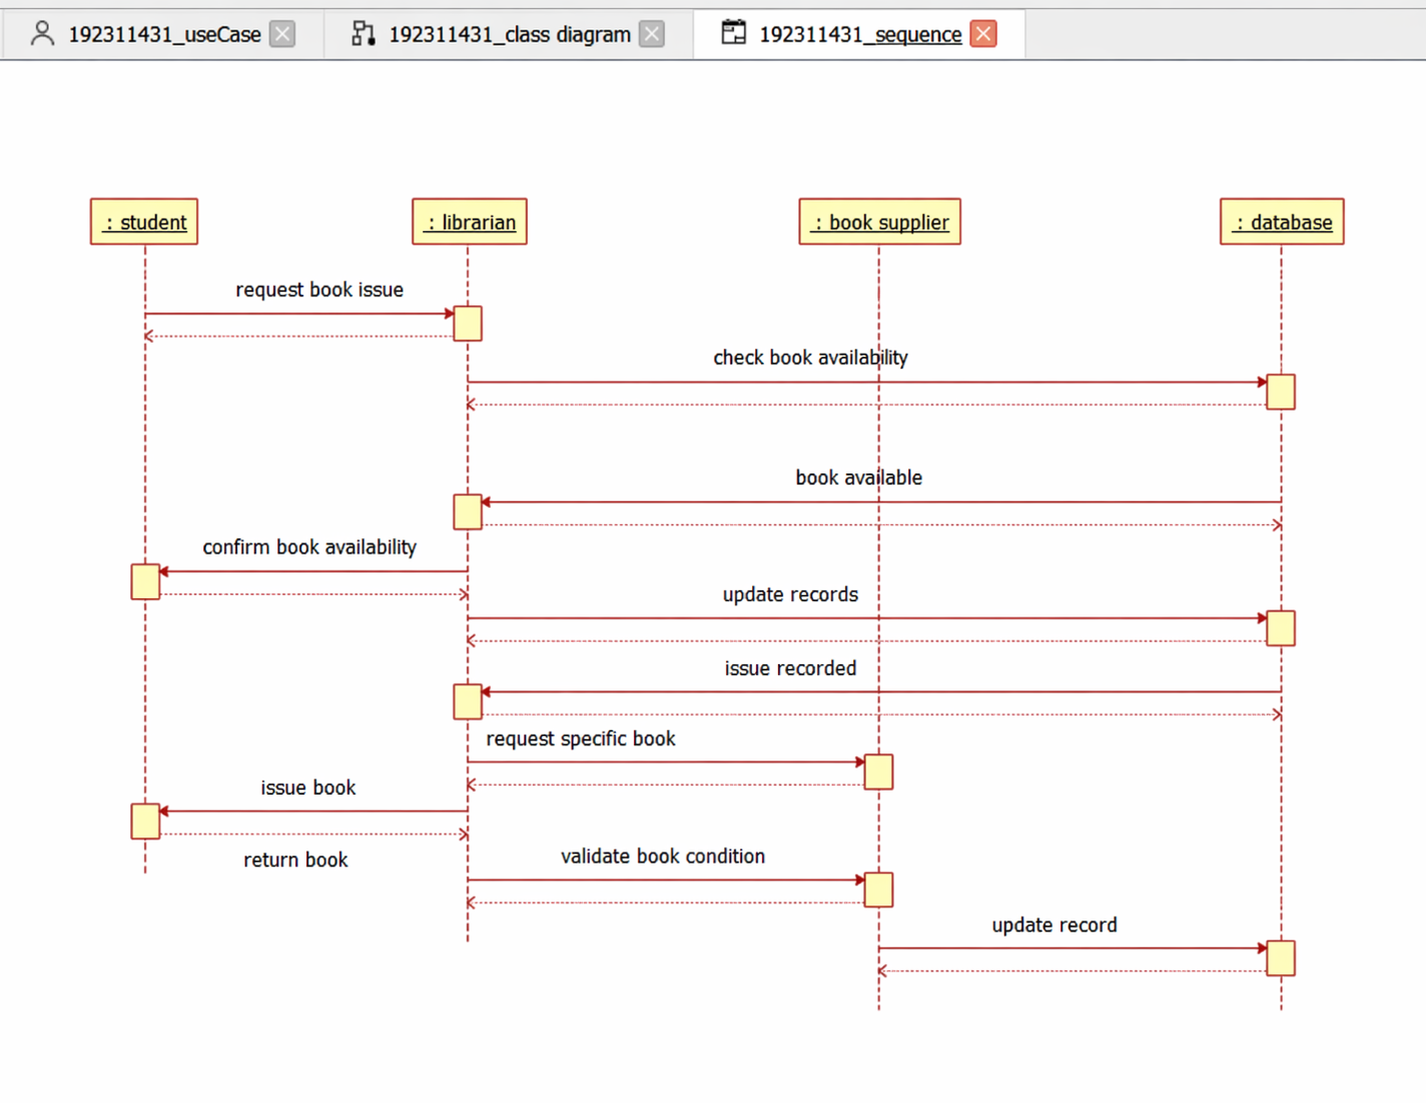 192311431_useCase
192311431_class diagram
192311431_sequence
: student
: librarian
: book supplier
: database
request book issue
check book availability
book available
confirm book availability
update records
issue recorded
request specific book
issue book
return book
validate book condition
update record